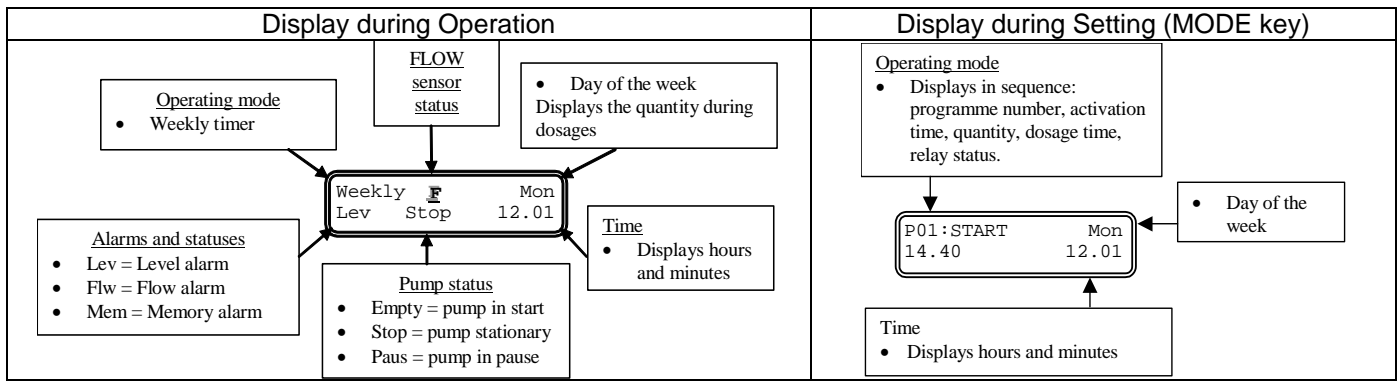 Display during Operation
FLOW
sensor
status
Operating mode
• Weekly timer
• Day of the week
Displays the quantity during
dosages
Weekly F Mon
Lev Stop 12.01
Alarms and statuses
• Lev = Level alarm
• Flw = Flow alarm
• Mem = Memory alarm
Pump status
• Empty = pump in start
• Stop = pump stationary
• Paus = pump in pause
Time
• Displays hours
and minutes
Display during Setting (MODE key)
Operating mode
• Displays in sequence:
programme number, activation
time, quantity, dosage time,
relay status.
P01:START Mon
14.40 12.01
• Day of the
week
Time
• Displays hours and minutes